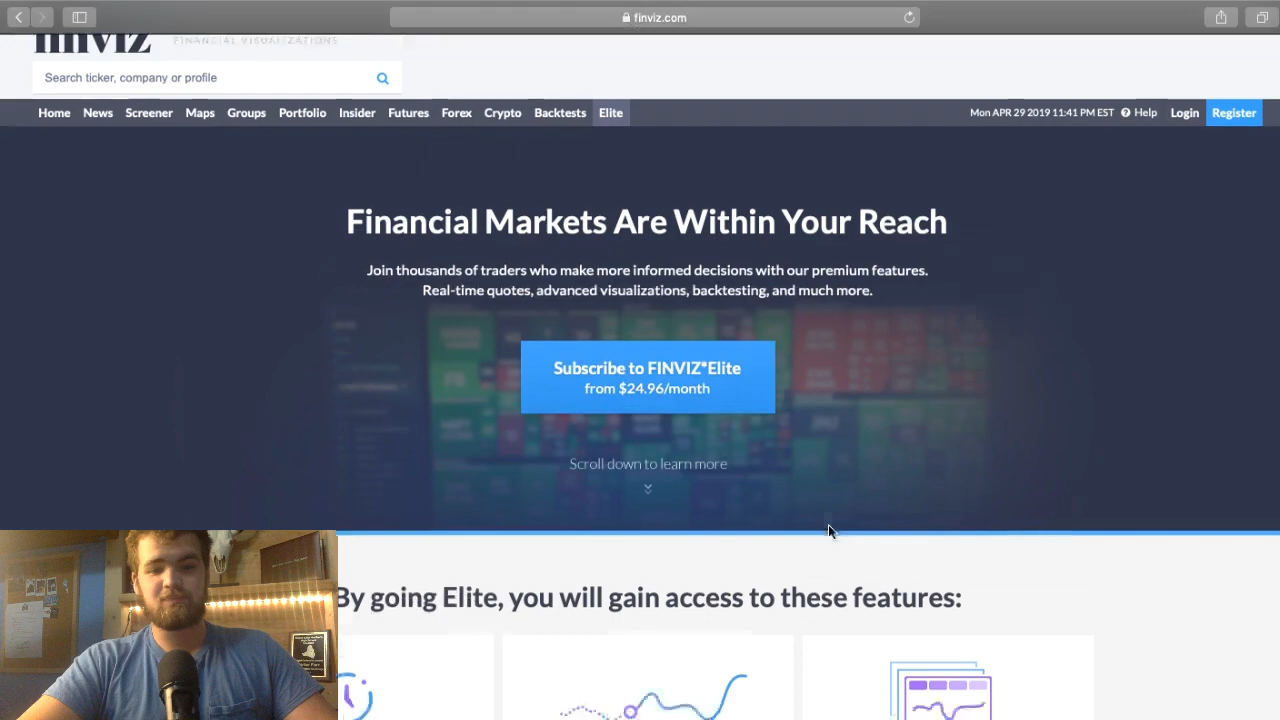 finviz.com
finviz FINANCIAL VISUALIZATIONS
Search ticker, company or profile
Home News Screener Maps Groups Portfolio Insider Futures Forex Crypto Backtests Elite Mon APR 29 2019 11:41 PM EST Help Login Register
Financial Markets Are Within Your Reach
Join thousands of traders who make more informed decisions with our premium features.
Real-time quotes, advanced visualizations, backtesting, and much more.
Subscribe to FINVIZ*Elite
from $24.96/month
Scroll down to learn more
By going Elite, you will gain access to these features: